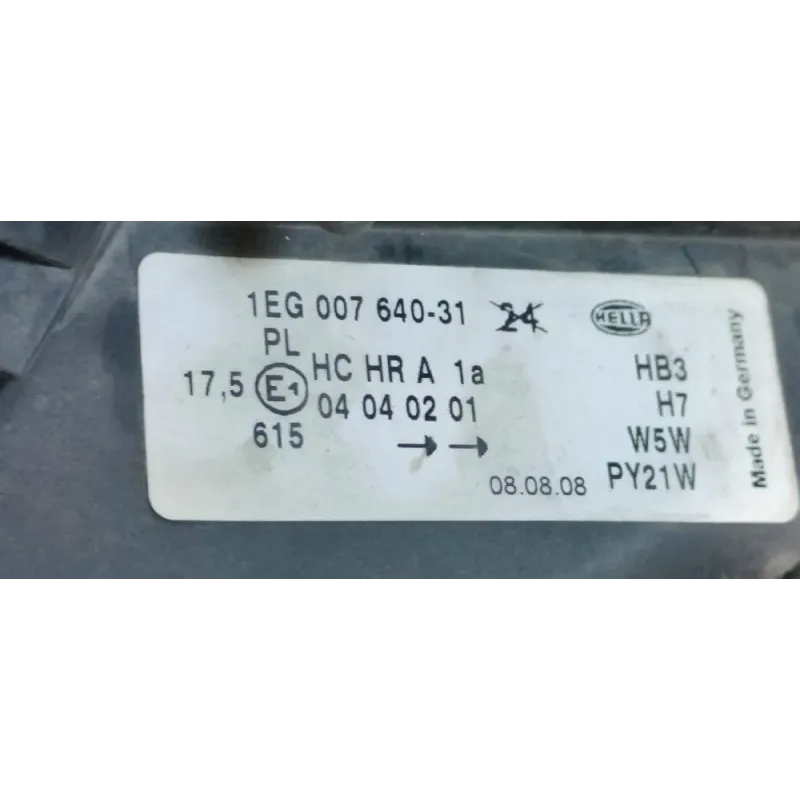 1EG 007 640-31 24 HELLA
PL
17,5 E1 HC HR A 1a HB3
04 04 02 01 H7
615 →→ W5W
08.08.08 PY21W
Made in Germany